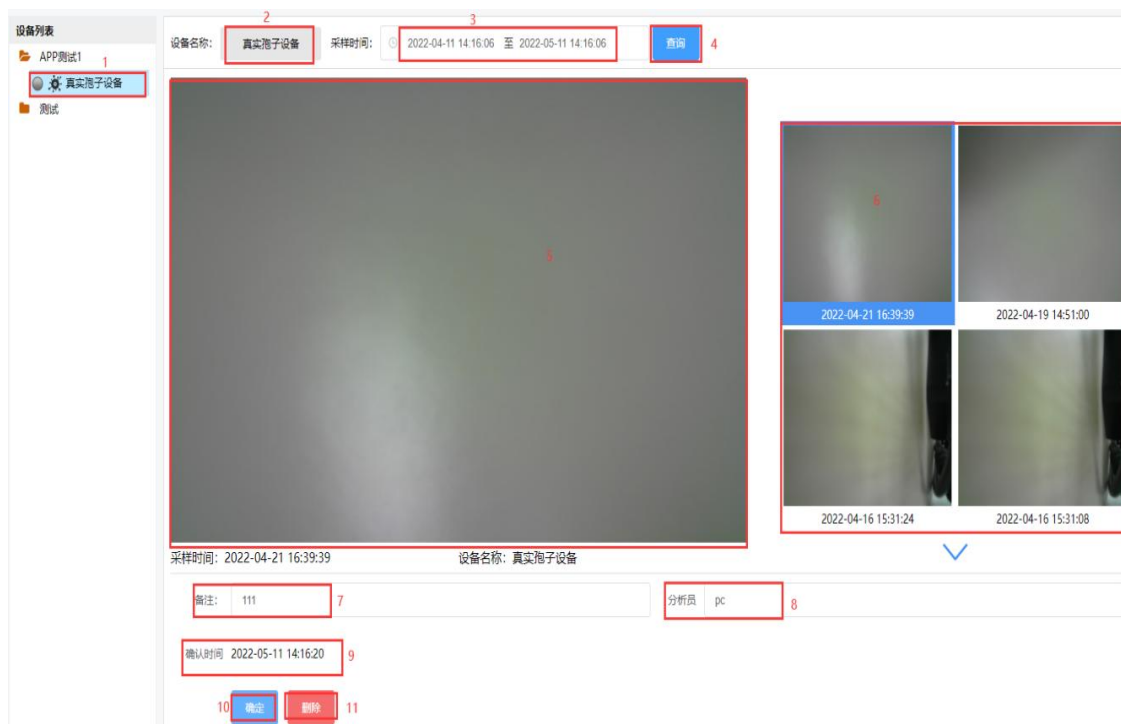 设备列表
APP测试1
1
真实孢子设备
测试
2
3
设备名称： 真实孢子设备 采样时间： 2022-04-11 14:16:06 至 2022-05-11 14:16:06 查询 4
5
6
2022-04-21 16:39:39 2022-04-19 14:51:00
2022-04-16 15:31:24 2022-04-16 15:31:08
采样时间：2022-04-21 16:39:39 设备名称：真实孢子设备
备注： 111 7 分析员 pc 8
确认时间 2022-05-11 14:16:20 9
10 确定 删除 11